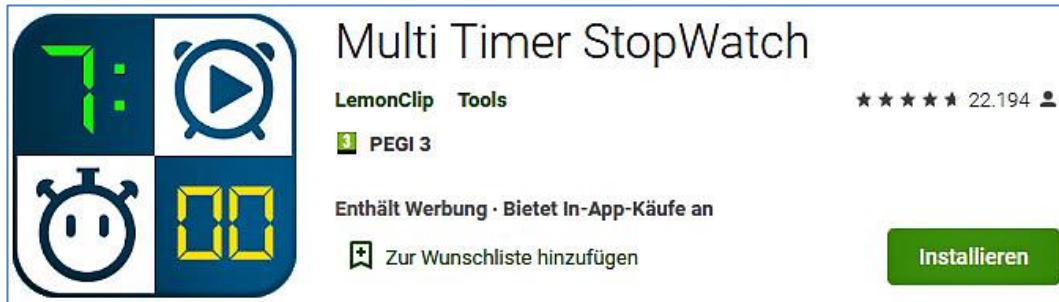 7:
00
Multi Timer StopWatch
LemonClip Tools
22.194
3 PEGI 3
Enthält Werbung · Bietet In-App-Käufe an
Zur Wunschliste hinzufügen
Installieren